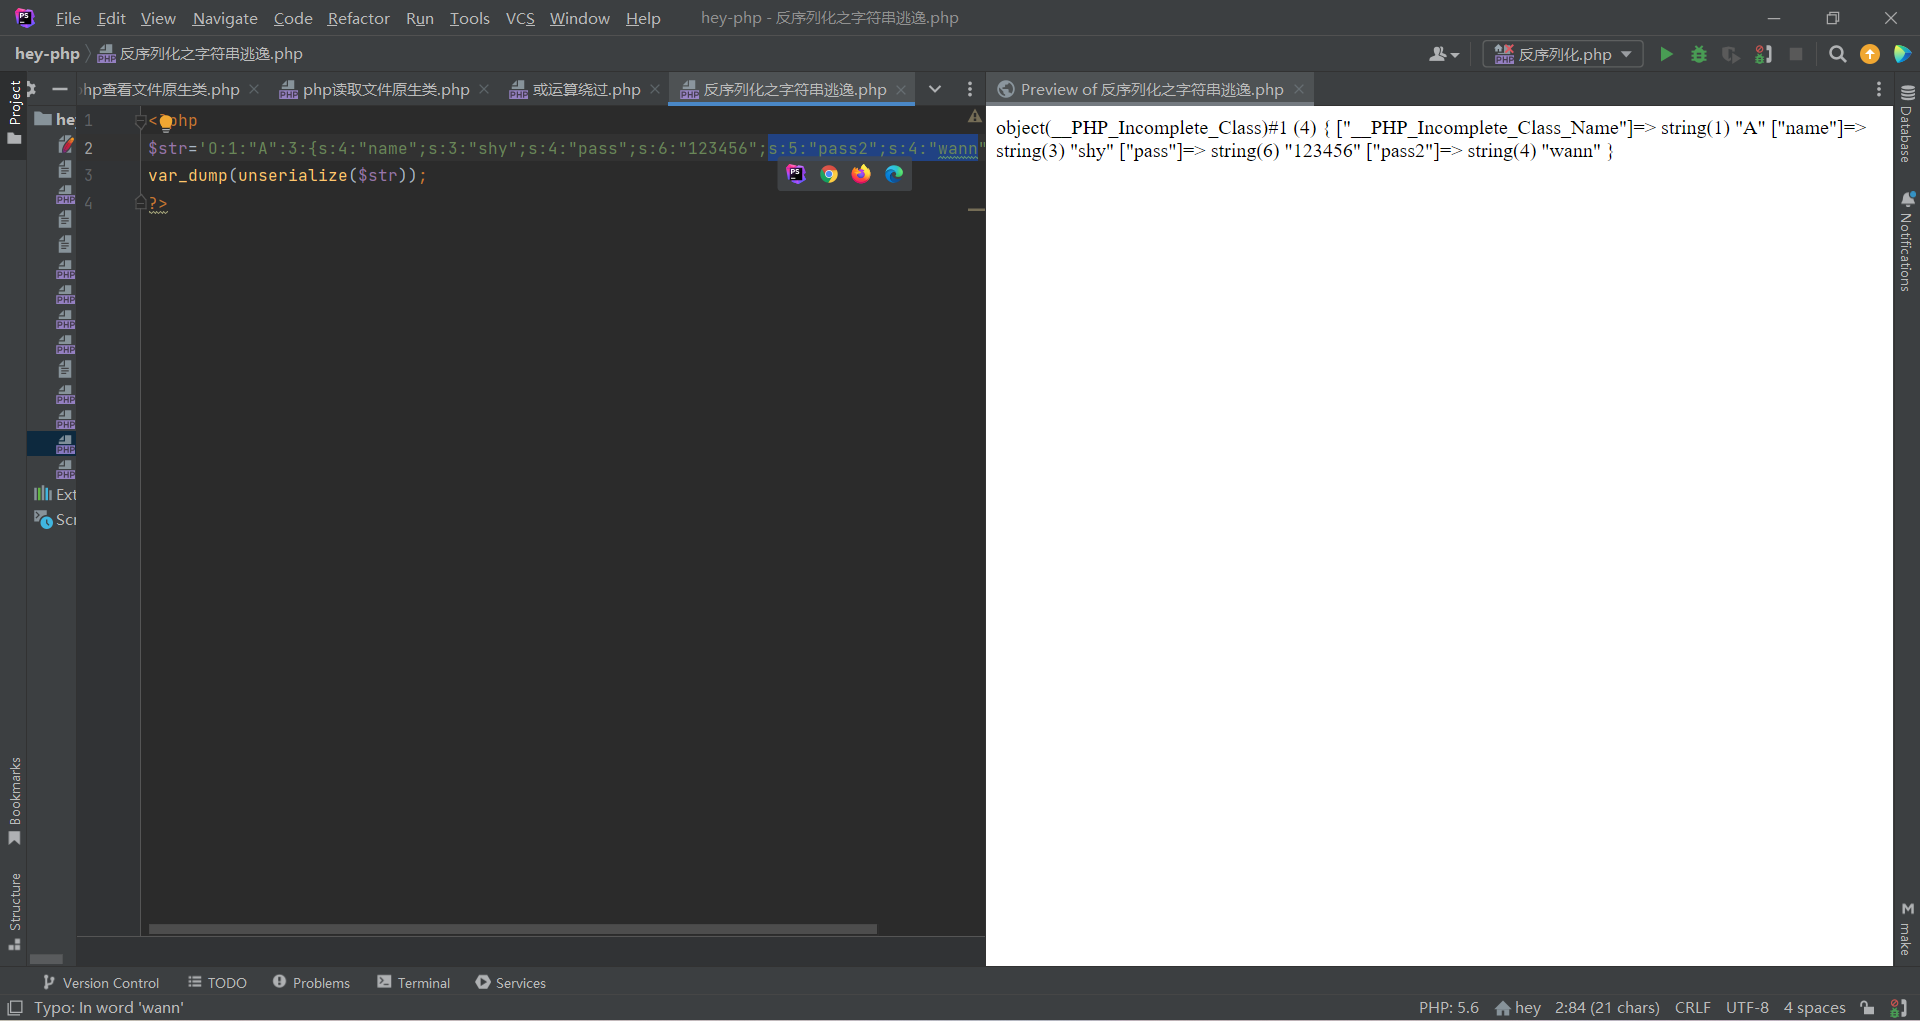 File Edit View Navigate Code Refactor Run Tools VCS Window Help hey-php - 反序列化之字符串逃逸.php
hey-php 反序列化之字符串逃逸.php 反序列化.php
hp查看文件原生类.php php读取文件原生类.php 或运算绕过.php 反序列化之字符串逃逸.php Preview of 反序列化之字符串逃逸.php
Project
he
1 <?php
2 $str='O:1:"A":3:{s:4:"name";s:3:"shy";s:4:"pass";s:6:"123456";s:5:"pass2";s:4:"wann"
3 var_dump(unserialize($str));
4 ?>
object(__PHP_Incomplete_Class)#1 (4) { ["__PHP_Incomplete_Class_Name"]=> string(1) "A" ["name"]=>
string(3) "shy" ["pass"]=> string(6) "123456" ["pass2"]=> string(4) "wann" }
Ext
Scr
Database
Notifications
make
Bookmarks
Structure
Version Control TODO Problems Terminal Services
Typo: In word 'wann' PHP: 5.6 hey 2:84 (21 chars) CRLF UTF-8 4 spaces